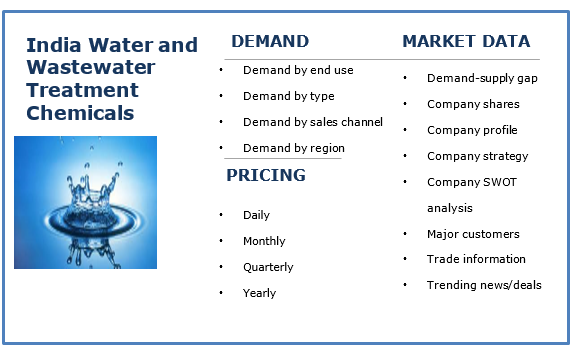 India Water and
Wastewater
Treatment
Chemicals
DEMAND
• Demand by end use
• Demand by type
• Demand by sales channel
• Demand by region
PRICING
• Daily
• Monthly
• Quarterly
• Yearly
MARKET DATA
• Demand-supply gap
• Company shares
• Company profile
• Company strategy
• Company SWOT
analysis
• Major customers
• Trade information
• Trending news/deals